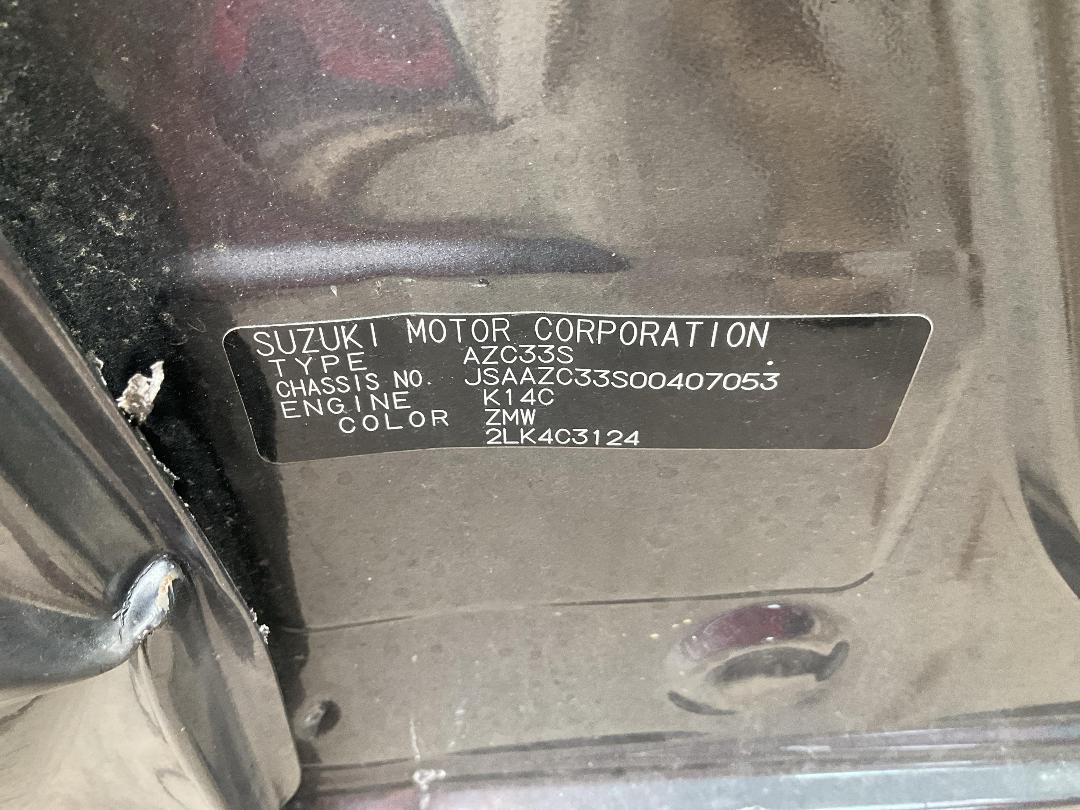 SUZUKI MOTOR CORPORATION
TYPE AZC33S
CHASSIS NO. JSAAZC33S00407053
ENGINE K14C
COLOR ZMW
2LK4C3124